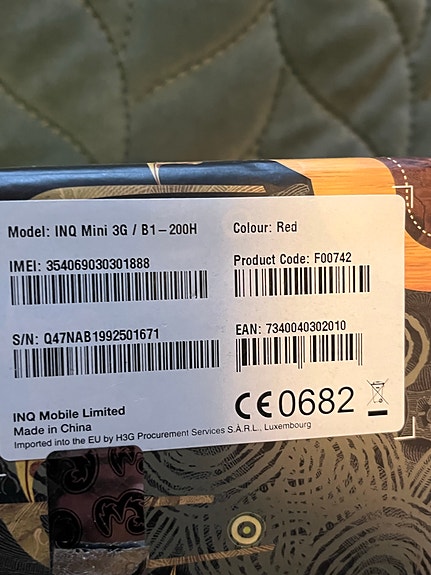 Model: INQ Mini 3G / B1-200H
Colour: Red
IMEI: 354069030301888
Product Code: F00742
S/N: Q47NAB1992501671
EAN: 7340040302010
CE0682
INQ Mobile Limited
Made in China
Imported into the EU by H3G Procurement Services S.À.R.L., Luxembourg